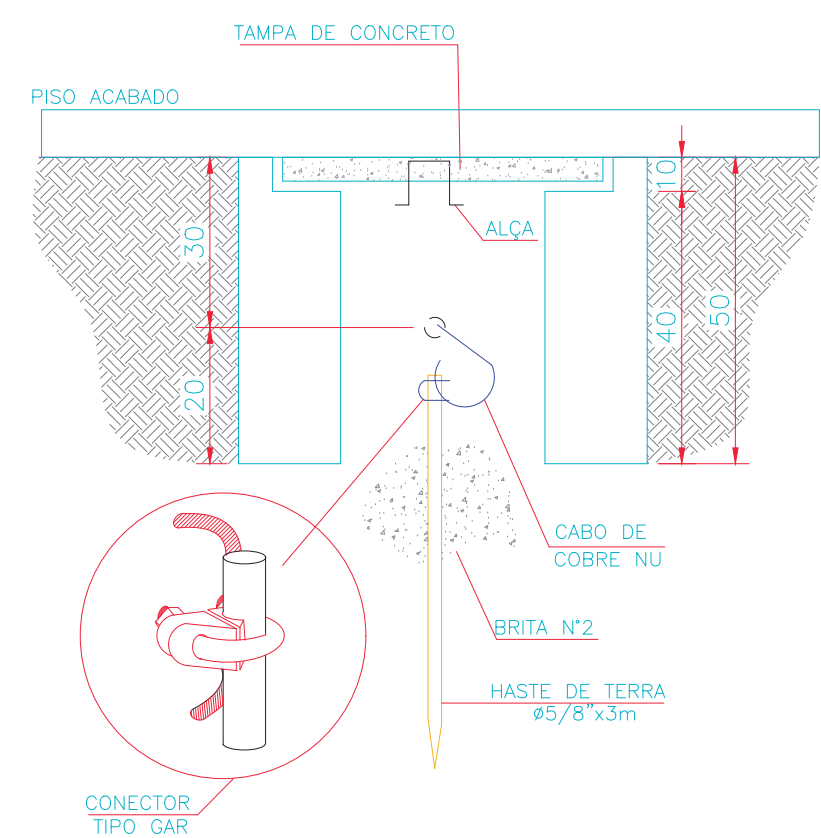 TAMPA DE CONCRETO
PISO ACABADO
10
ALÇA
30
40
50
20
CABO DE
COBRE NU
BRITA N°2
HASTE DE TERRA
ø5/8"x3m
CONECTOR
TIPO GAR